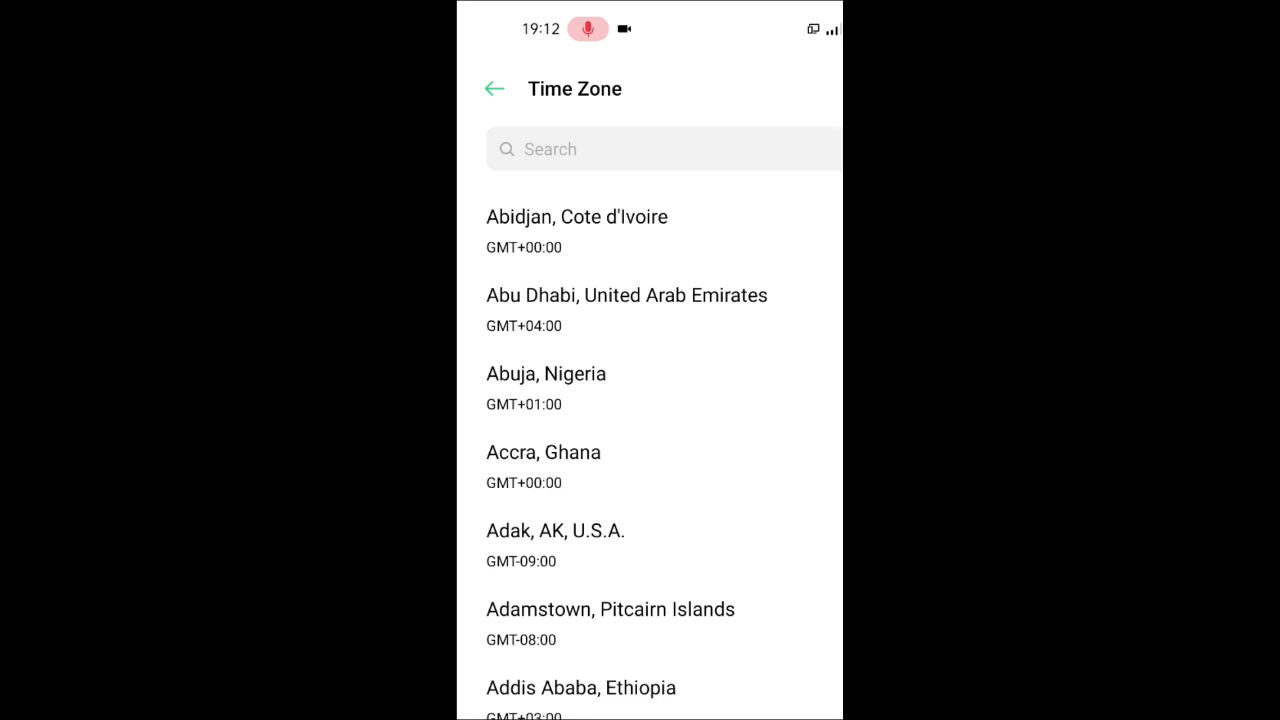 19:12
Time Zone
Search
Abidjan, Cote d'Ivoire
GMT+00:00
Abu Dhabi, United Arab Emirates
GMT+04:00
Abuja, Nigeria
GMT+01:00
Accra, Ghana
GMT+00:00
Adak, AK, U.S.A.
GMT-09:00
Adamstown, Pitcairn Islands
GMT-08:00
Addis Ababa, Ethiopia
GMT+03:00